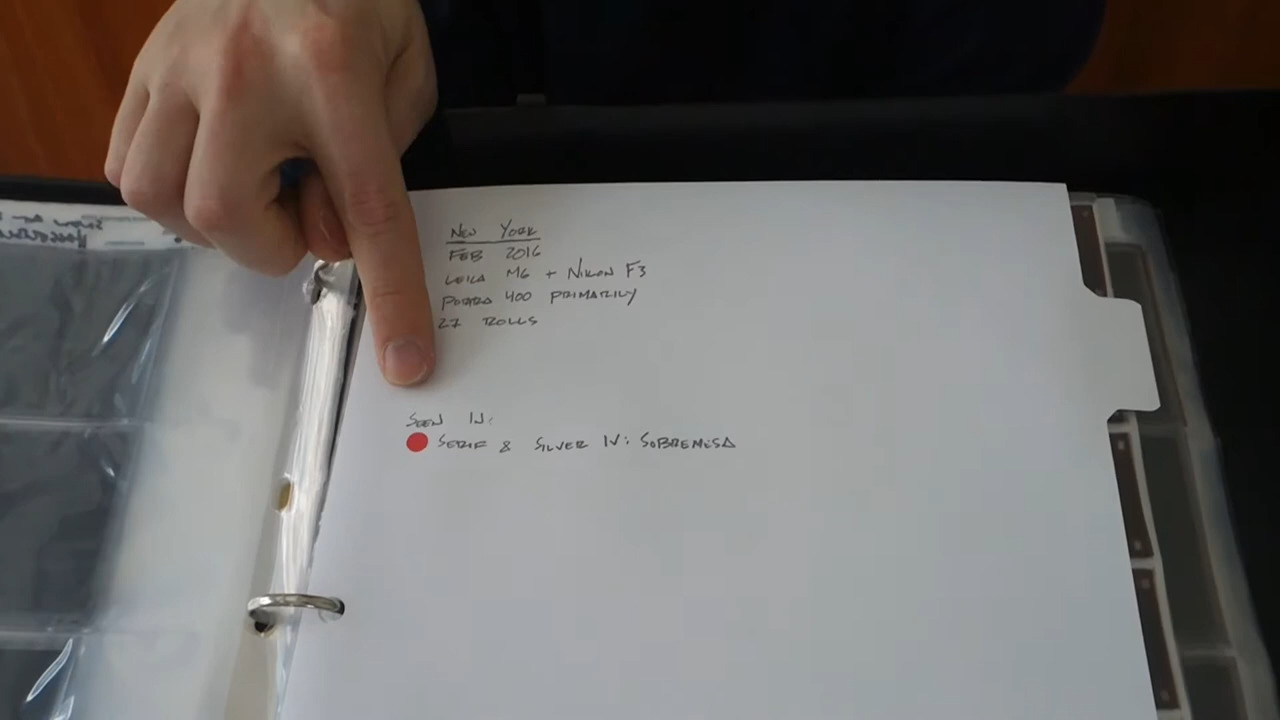 NEW YORK
FEB 2016
LEICA M6 + NIKON F3
PORTRA 400 PRIMARILY
27 ROLLS
SEEN IN:
SERIF & SILVER IV: SOBREMESA